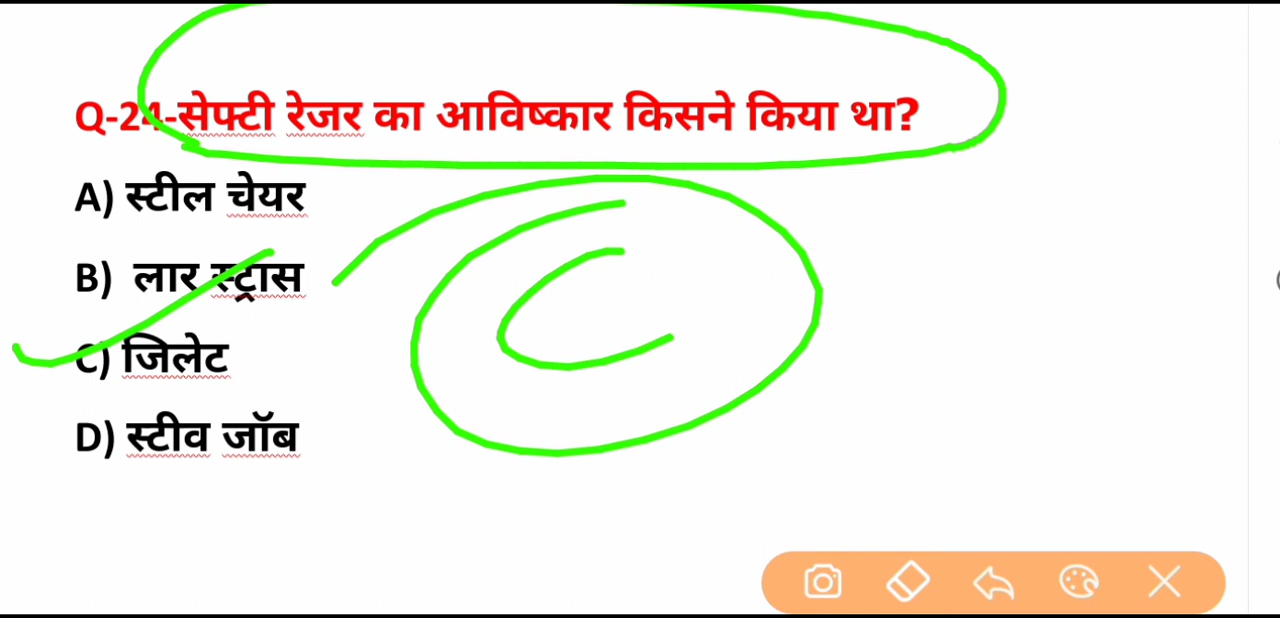 Q-24-सेफ्टी रेजर का आविष्कार किसने किया था?
A) स्टील चेयर
B) लार स्ट्रास
C) जिलेट
D) स्टीव जॉब
C